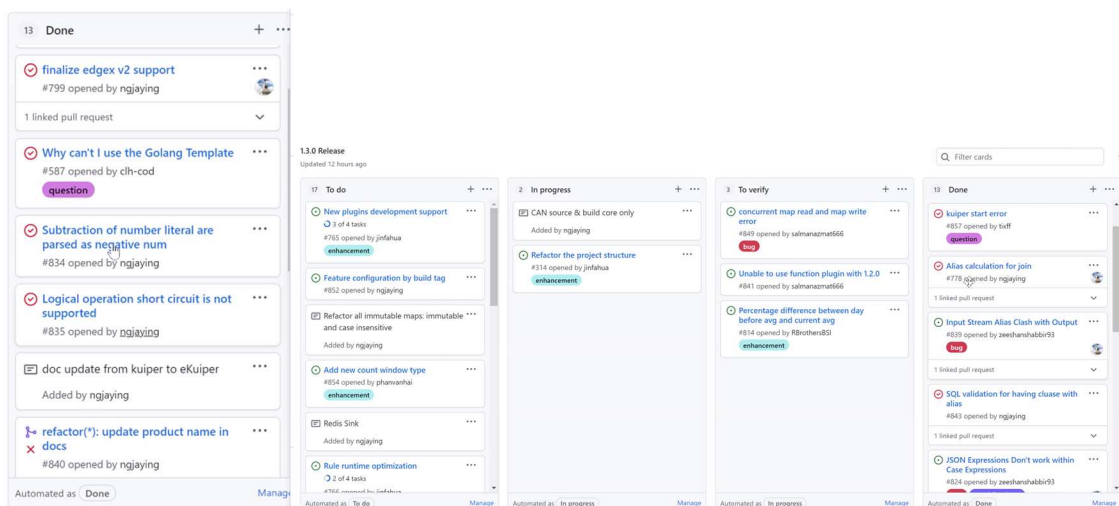 13 Done
finalize edgex v2 support
#799 opened by ngjaying
1 linked pull request
Why can't I use the Golang Template
#587 opened by clh-cod
question
Subtraction of number literal are
parsed as negative num
#834 opened by ngjaying
Logical operation short circuit is not
supported
#835 opened by ngjaying
doc update from kuiper to eKuiper
Added by ngjaying
refactor(*): update product name in
docs
#840 opened by ngjaying
Automated as Done
Manage
1.3.0 Release
Updated 12 hours ago
Filter cards
17 To do
New plugins development support
3 of 4 tasks
#765 opened by jinfahua
enhancement
Feature configuration by build tag
#852 opened by ngjaying
Refactor all immutable maps: immutable
and case insensitive
Added by ngjaying
Add new count window type
#854 opened by phanvanhai
enhancement
Redis Sink
Added by ngjaying
Rule runtime optimization
2 of 4 tasks
#766 opened by jinfahua
Automated as To do
Manage
2 In progress
CAN source & build core only
Added by ngjaying
Refactor the project structure
#314 opened by jinfahua
enhancement
Automated as In progress
Manage
3 To verify
concurrent map read and map write
error
#849 opened by salmanazmat666
bug
Unable to use function plugin with 1.2.0
#841 opened by salmanazmat666
Percentage difference between day
before avg and current avg
#814 opened by RBrothersBSI
enhancement
Automated as In progress
Manage
13 Done
kuiper start error
#857 opened by tixff
question
Alias calculation for join
#778 opened by ngjaying
1 linked pull request
Input Stream Alias Clash with Output
#839 opened by zeeshanshabbir93
bug
1 linked pull request
SQL validation for having cluase with
alias
#843 opened by ngjaying
1 linked pull request
JSON Expressions Don't work within
Case Expressions
#824 opened by zeeshanshabbir93
Automated as Done
Manage